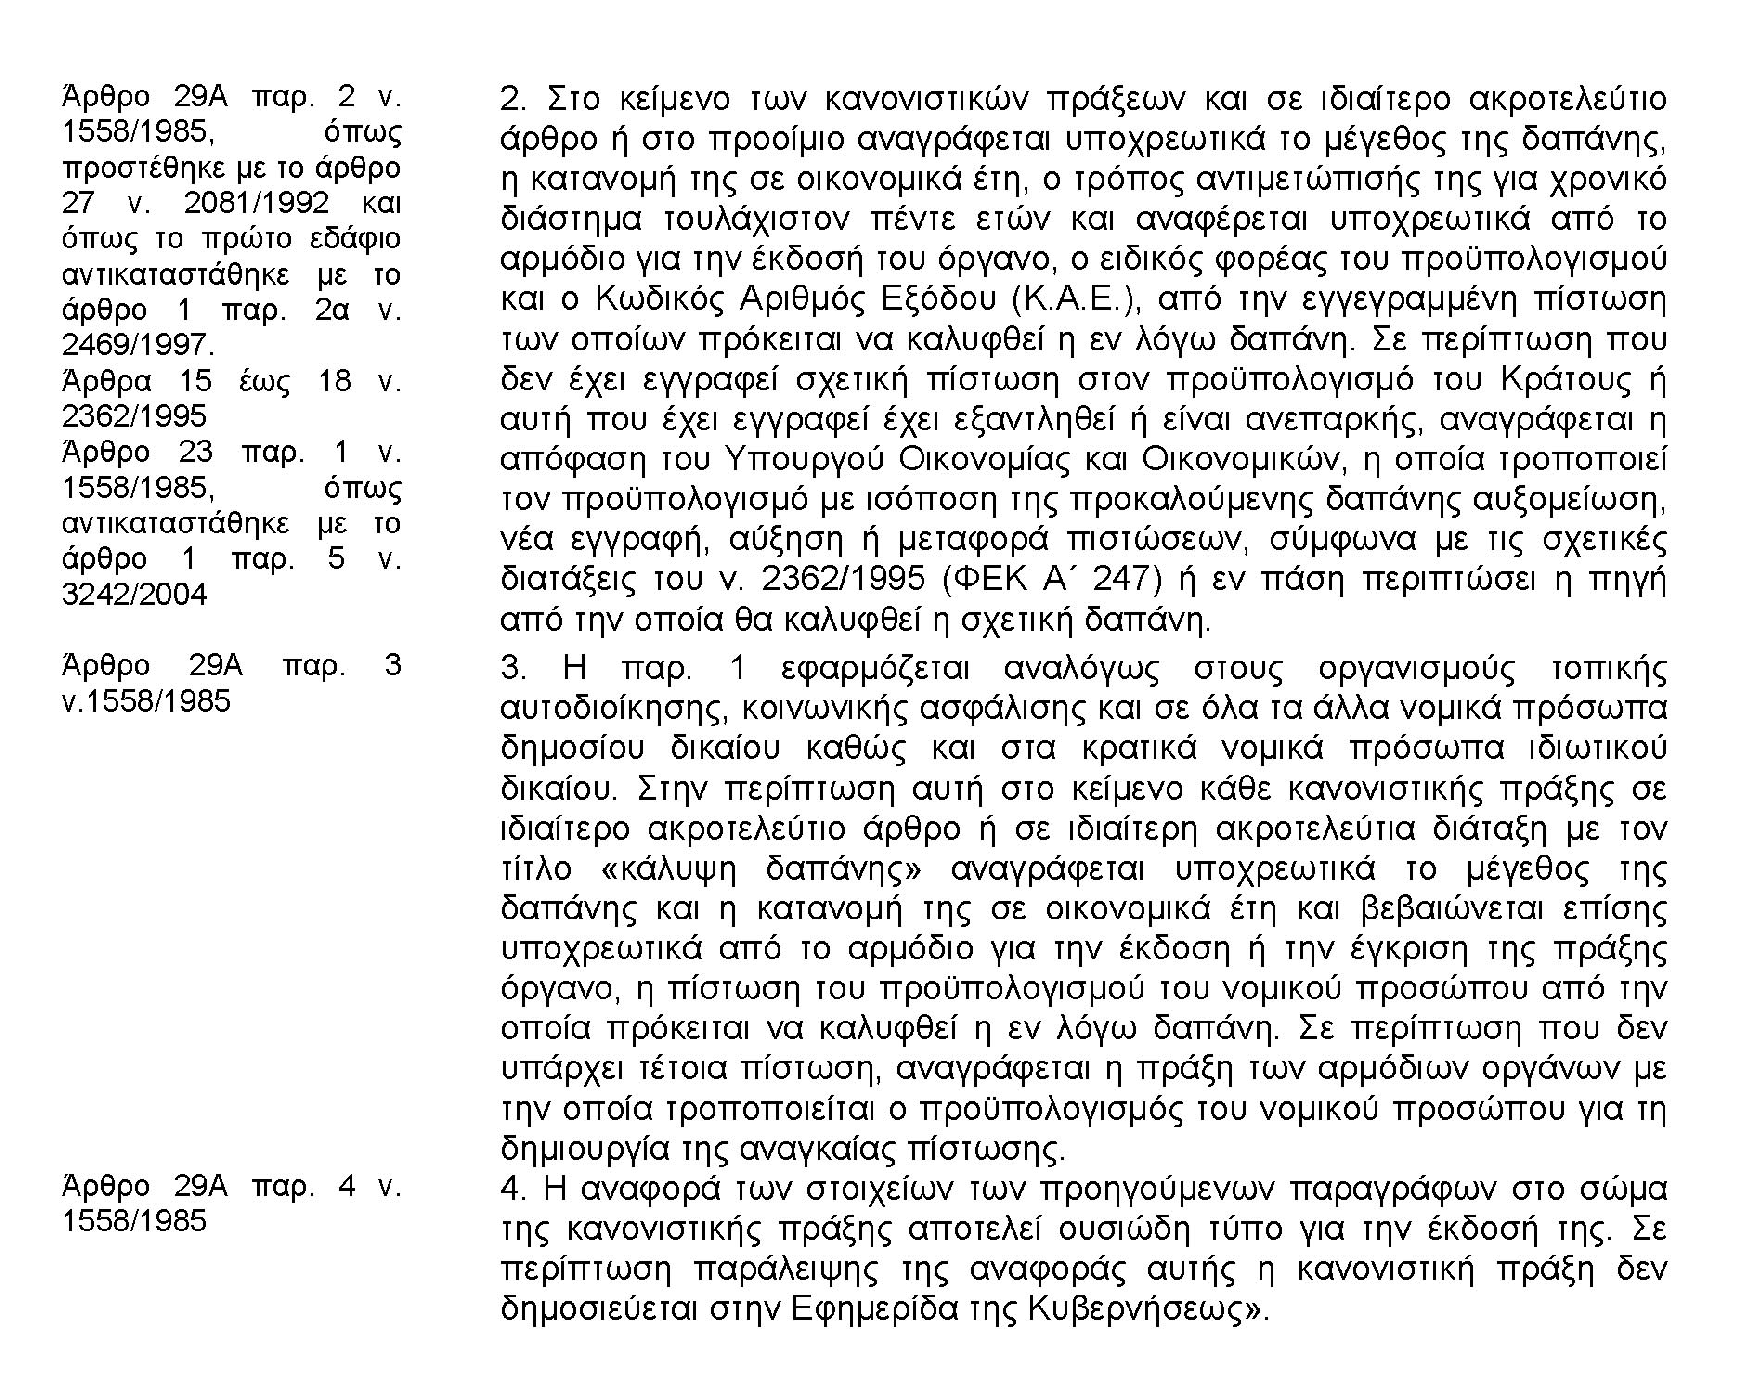 Άρθρο 29Α παρ. 2 ν.
1558/1985, όπως
προστέθηκε με το άρθρο
27 ν. 2081/1992 και
όπως το πρώτο εδάφιο
αντικαταστάθηκε με το
άρθρο 1 παρ. 2α ν.
2469/1997.
Άρθρα 15 έως 18 ν.
2362/1995
Άρθρο 23 παρ. 1 ν.
1558/1985, όπως
αντικαταστάθηκε με το
άρθρο 1 παρ. 5 ν.
3242/2004
2. Στο κείμενο των κανονιστικών πράξεων και σε ιδιαίτερο ακροτελεύτιο
άρθρο ή στο προοίμιο αναγράφεται υποχρεωτικά το μέγεθος της δαπάνης,
η κατανομή της σε οικονομικά έτη, ο τρόπος αντιμετώπισής της για χρονικό
διάστημα τουλάχιστον πέντε ετών και αναφέρεται υποχρεωτικά από το
αρμόδιο για την έκδοσή του όργανο, ο ειδικός φορέας του προϋπολογισμού
και ο Κωδικός Αριθμός Εξόδου (Κ.Α.Ε.), από την εγγεγραμμένη πίστωση
των οποίων πρόκειται να καλυφθεί η εν λόγω δαπάνη. Σε περίπτωση που
δεν έχει εγγραφεί σχετική πίστωση στον προϋπολογισμό του Κράτους ή
αυτή που έχει εγγραφεί έχει εξαντληθεί ή είναι ανεπαρκής, αναγράφεται η
απόφαση του Υπουργού Οικονομίας και Οικονομικών, η οποία τροποποιεί
τον προϋπολογισμό με ισόποση της προκαλούμενης δαπάνης αυξομείωση,
νέα εγγραφή, αύξηση ή μεταφορά πιστώσεων, σύμφωνα με τις σχετικές
διατάξεις του ν. 2362/1995 (ΦΕΚ Α΄ 247) ή εν πάση περιπτώσει η πηγή
από την οποία θα καλυφθεί η σχετική δαπάνη.
Άρθρο 29Α παρ. 3
ν.1558/1985
3. Η παρ. 1 εφαρμόζεται αναλόγως στους οργανισμούς τοπικής
αυτοδιοίκησης, κοινωνικής ασφάλισης και σε όλα τα άλλα νομικά πρόσωπα
δημοσίου δικαίου καθώς και στα κρατικά νομικά πρόσωπα ιδιωτικού
δικαίου. Στην περίπτωση αυτή στο κείμενο κάθε κανονιστικής πράξης σε
ιδιαίτερο ακροτελεύτιο άρθρο ή σε ιδιαίτερη ακροτελεύτια διάταξη με τον
τίτλο «κάλυψη δαπάνης» αναγράφεται υποχρεωτικά το μέγεθος της
δαπάνης και η κατανομή της σε οικονομικά έτη και βεβαιώνεται επίσης
υποχρεωτικά από το αρμόδιο για την έκδοση ή την έγκριση της πράξης
όργανο, η πίστωση του προϋπολογισμού του νομικού προσώπου από την
οποία πρόκειται να καλυφθεί η εν λόγω δαπάνη. Σε περίπτωση που δεν
υπάρχει τέτοια πίστωση, αναγράφεται η πράξη των αρμόδιων οργάνων με
την οποία τροποποιείται ο προϋπολογισμός του νομικού προσώπου για τη
δημιουργία της αναγκαίας πίστωσης.
Άρθρο 29Α παρ. 4 ν.
1558/1985
4. Η αναφορά των στοιχείων των προηγούμενων παραγράφων στο σώμα
της κανονιστικής πράξης αποτελεί ουσιώδη τύπο για την έκδοσή της. Σε
περίπτωση παράλειψης της αναφοράς αυτής η κανονιστική πράξη δεν
δημοσιεύεται στην Εφημερίδα της Κυβερνήσεως».